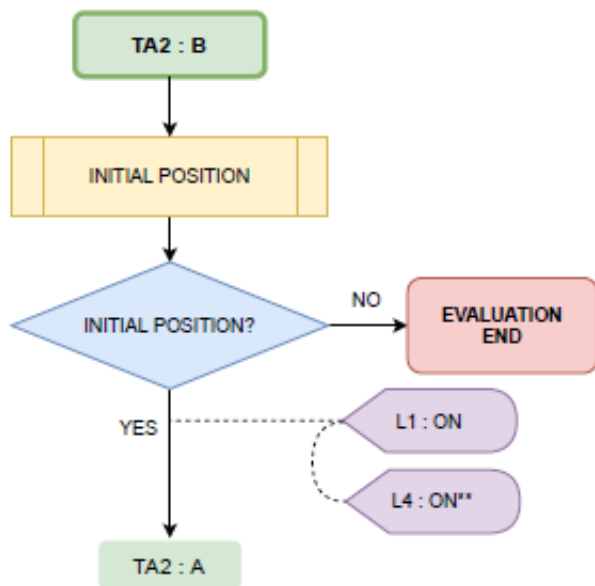 TA2 : B
INITIAL POSITION
INITIAL POSITION?
NO
EVALUATION
END
YES
L1 : ON
L4 : ON**
TA2 : A